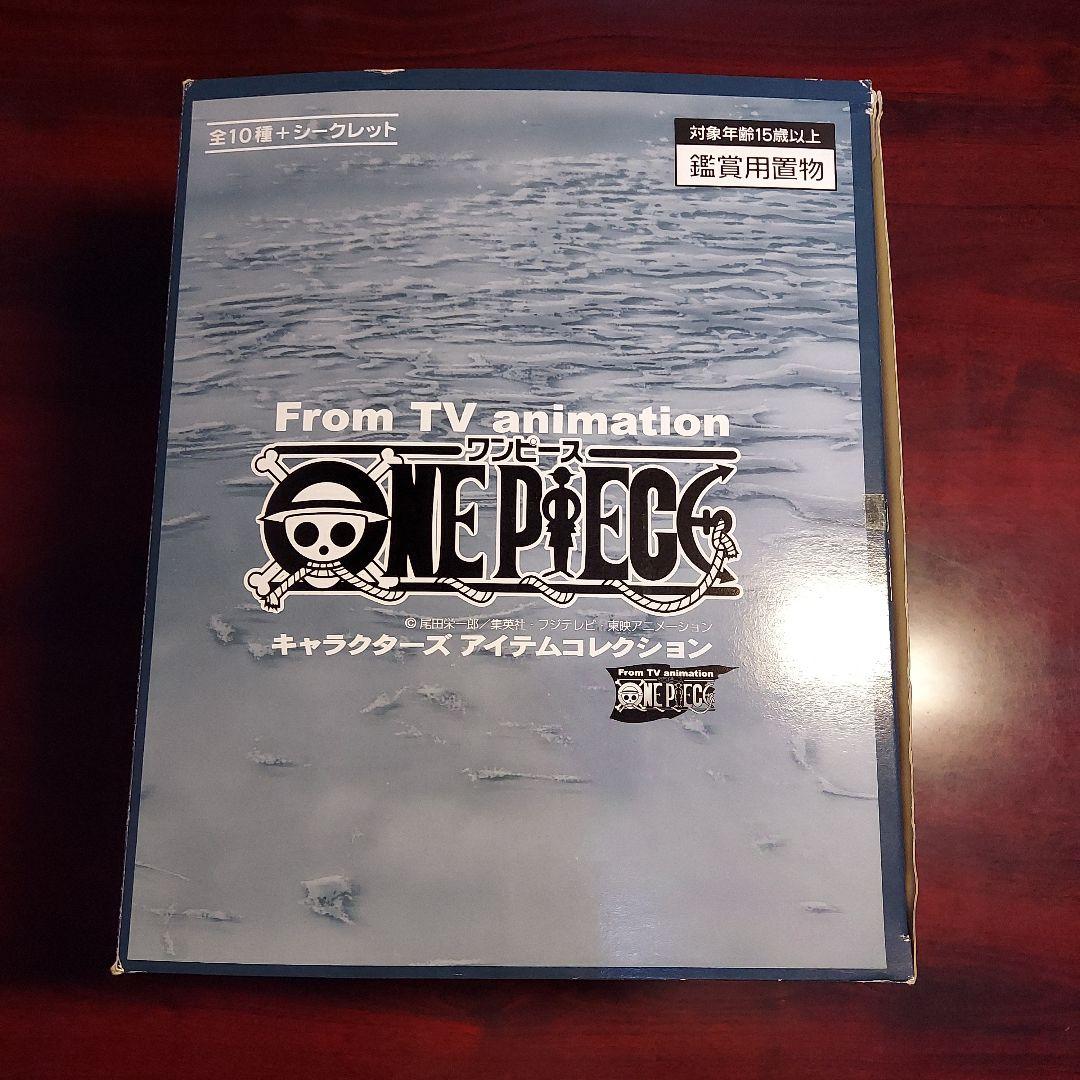 全10種+シークレット
対象年齢15歳以上
鑑賞用置物
From TV animation
ワンピース
ONE PIECE
© 尾田栄一郎/集英社・フジテレビ・東映アニメーション
キャラクターズ アイテムコレクション
From TV animation
ONE PIECE